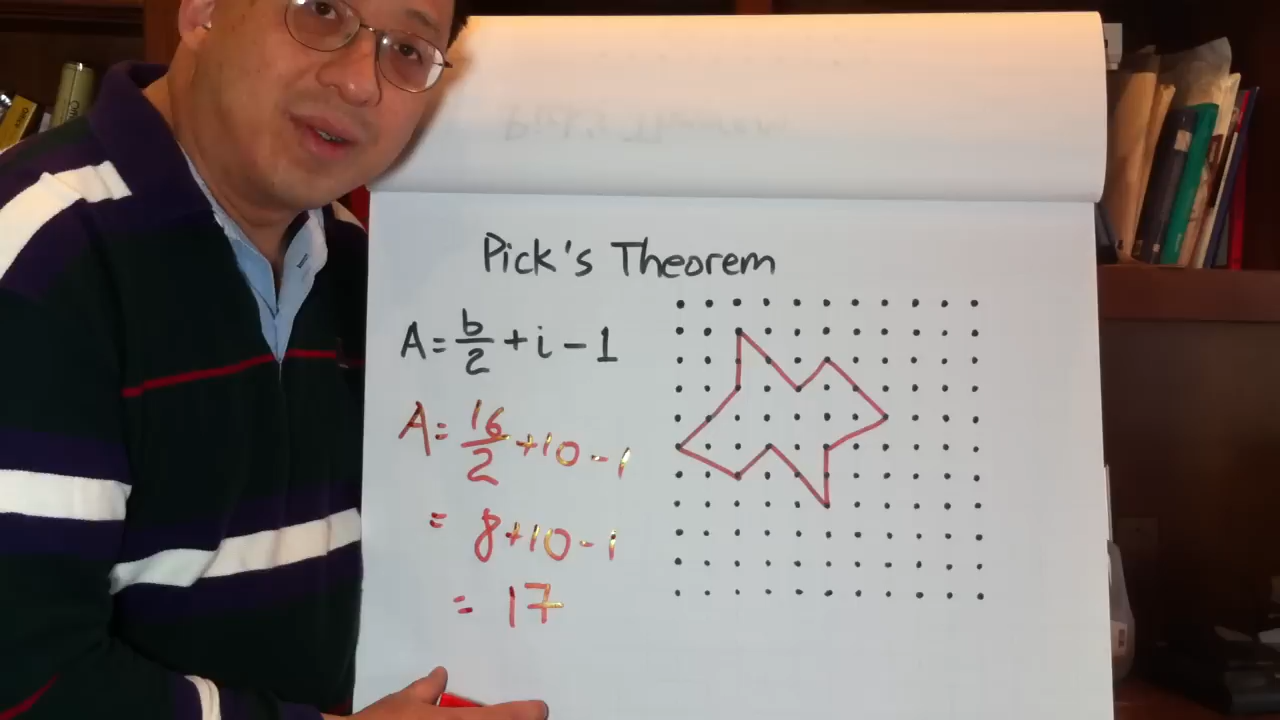 Pick's Theorem
A = b/2 + i - 1
A = 16/2 + 10 - 1
= 8 + 10 - 1
= 17